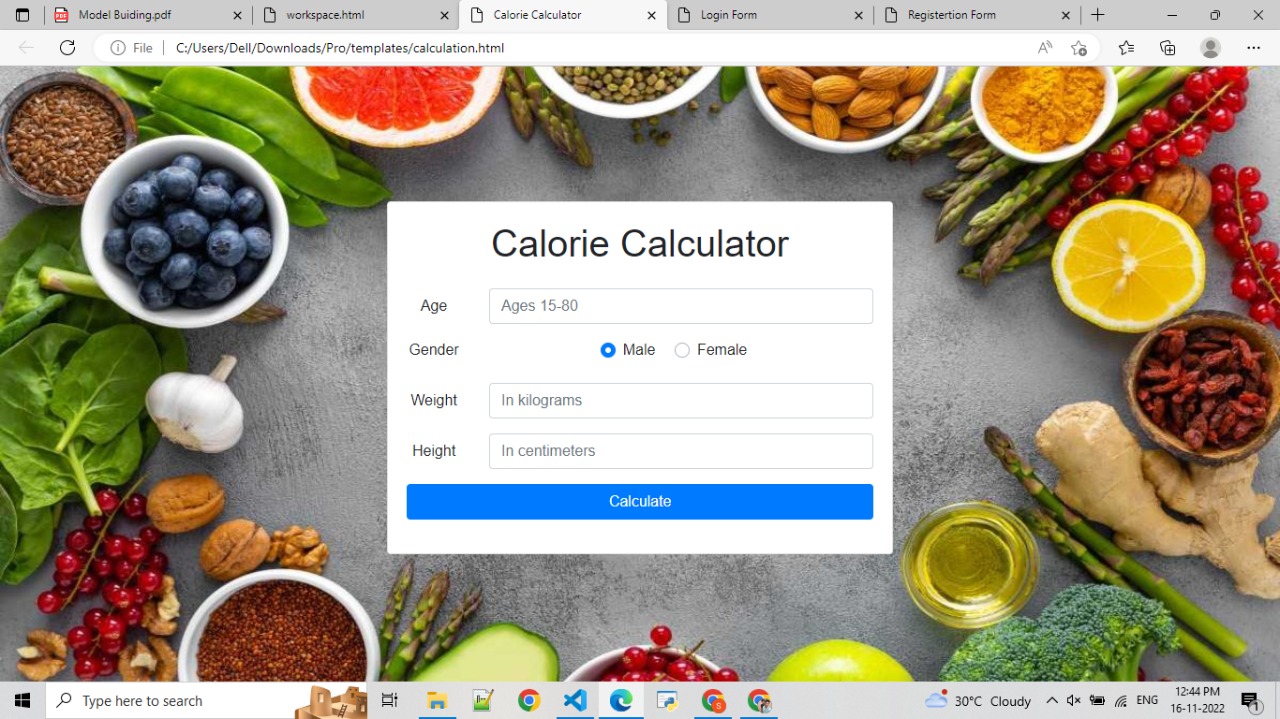 Model Buiding.pdf
workspace.html
Calorie Calculator
Login Form
Registertion Form
File
C:/Users/Dell/Downloads/Pro/templates/calculation.html
Calorie Calculator
Age
Ages 15-80
Gender
Male
Female
Weight
In kilograms
Height
In centimeters
Calculate
Type here to search
30°C Cloudy
ENG
12:44 PM
16-11-2022